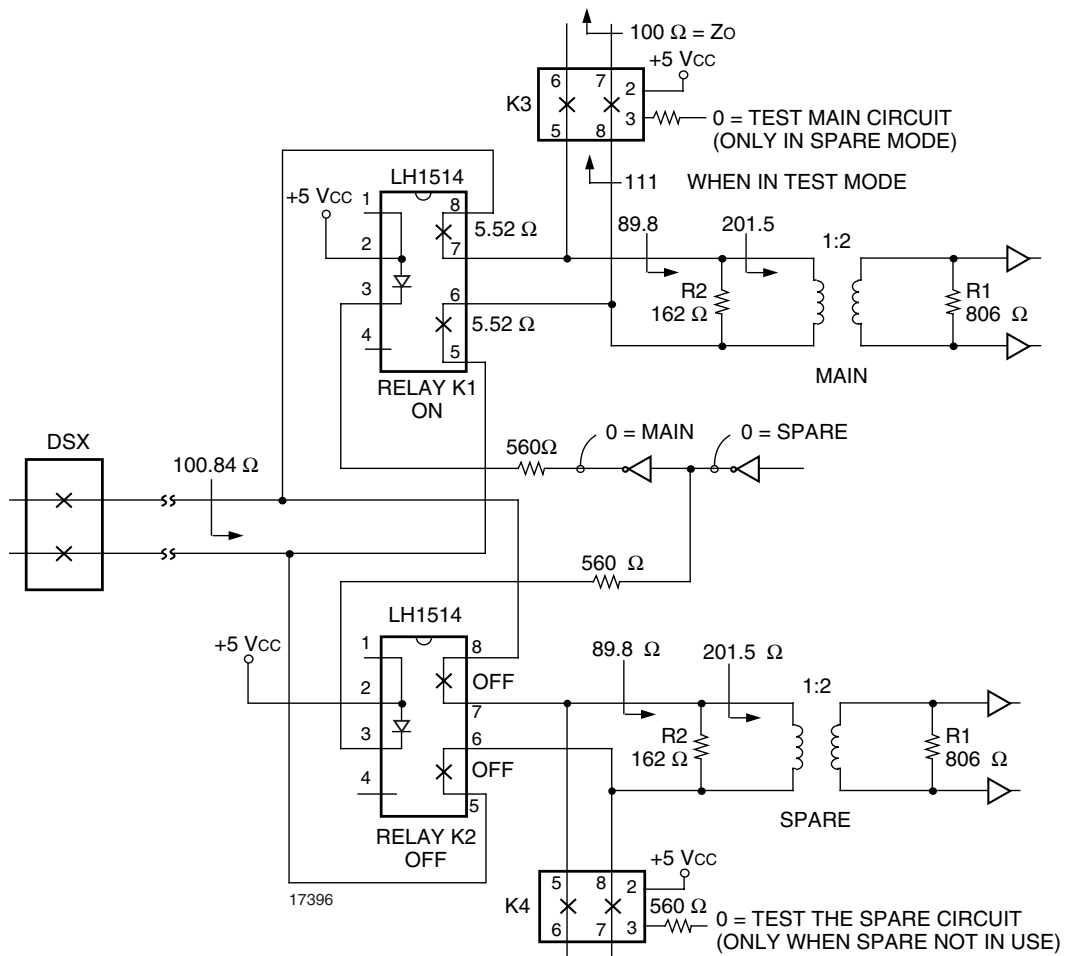 100 Ω = ZO
+5 VCC
6
7
2
K3
3
0 = TEST MAIN CIRCUIT
(ONLY IN SPARE MODE)
5
8
LH1514
111
WHEN IN TEST MODE
+5 VCC
1
8
5.52 Ω
2
7
89.8
201.5
1:2
3
6
R2
162 Ω
R1
806 Ω
5.52 Ω
4
5
RELAY K1
ON
MAIN
DSX
100.84 Ω
560Ω
0 = MAIN
0 = SPARE
560 Ω
LH1514
+5 VCC
1
8
OFF
2
7
89.8 Ω
201.5 Ω
1:2
3
6
R2
162 Ω
R1
806 Ω
OFF
4
5
RELAY K2
OFF
SPARE
17396
+5 VCC
5
8
2
K4
560 Ω
3
6
7
0 = TEST THE SPARE CIRCUIT
(ONLY WHEN SPARE NOT IN USE)